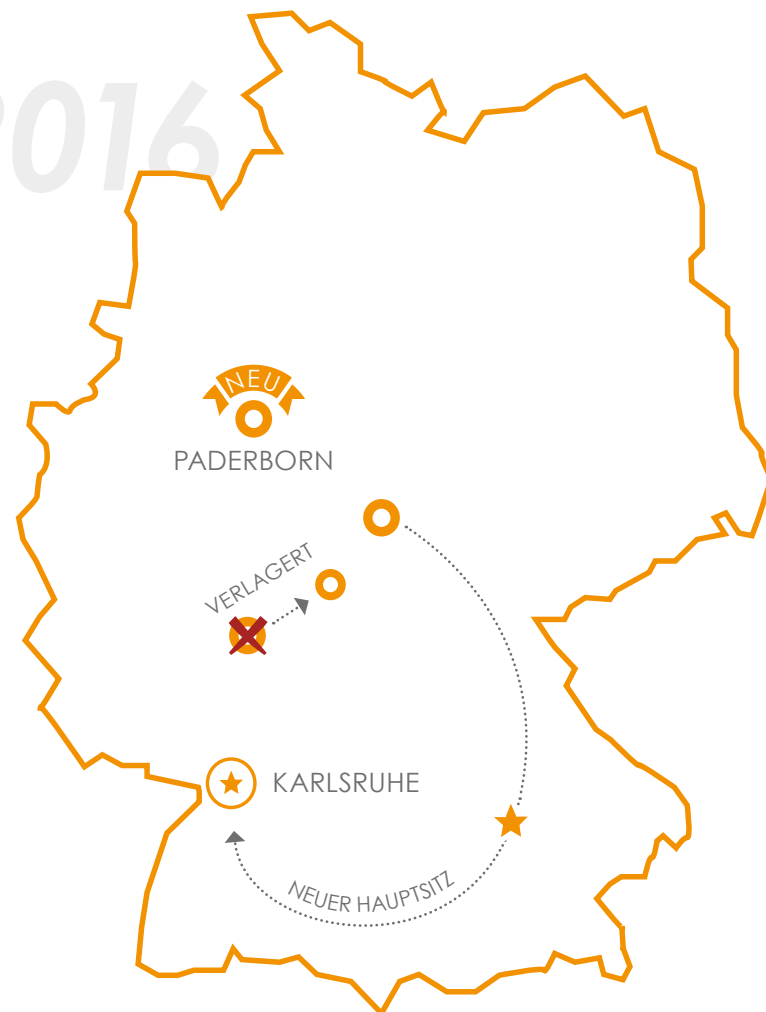 2016
NEU
PADERBORN
VERLAGERT
KARLSRUHE
NEUER HAUPTSITZ